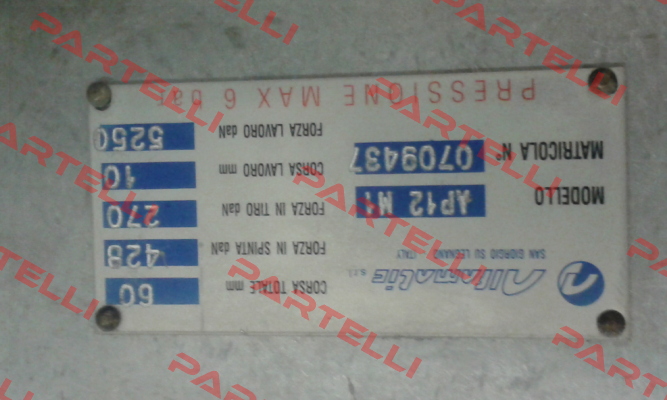 Alfamatic s.r.l.
SAN GIORGIO SU LEGNANO ITALY
MODELLO AP12 M1
MATRICOLA N° 0709437
CORSA TOTALE mm 60
FORZA IN SPINTA daN 428
FORZA IN TIRO daN 270
CORSA LAVORO mm 10
FORZA LAVORO daN 5250
PRESSIONE MAX 6 bar
PARTELLI
PARTELLI
PARTELLI
PARTELLI
PARTELLI